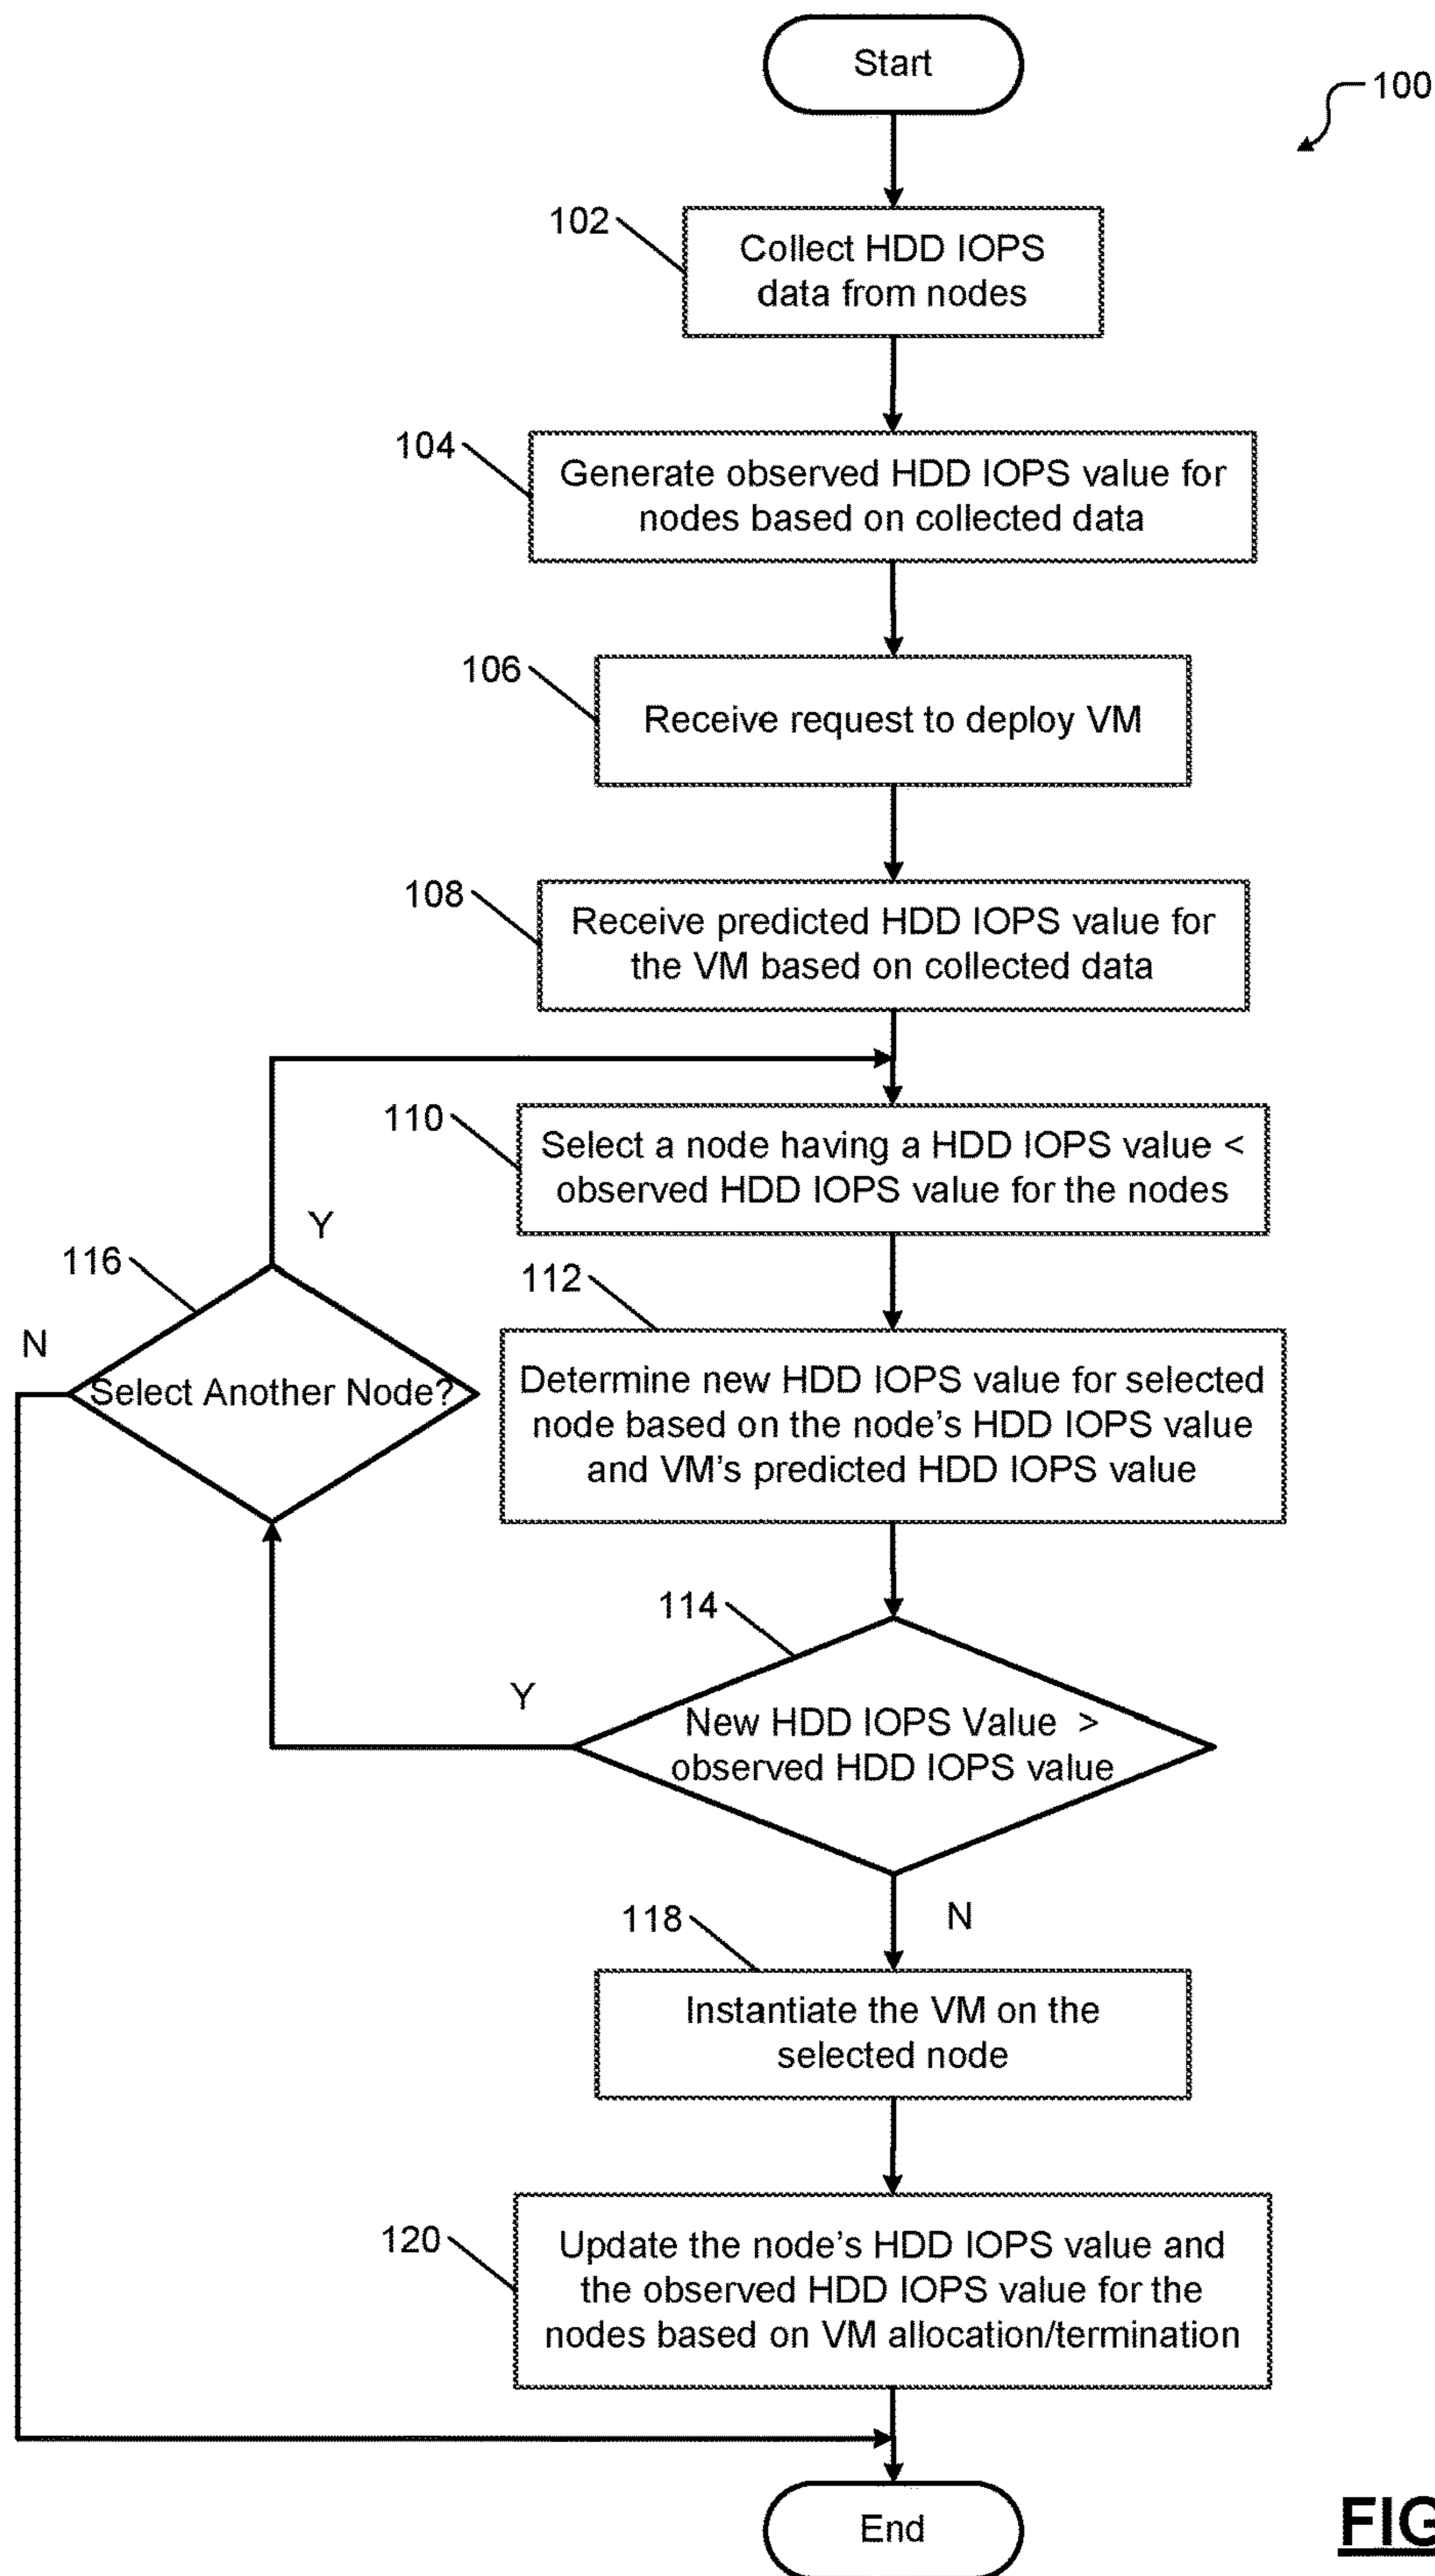 Start
100
102
Collect HDD IOPS
data from nodes
104
Generate observed HDD IOPS value for
nodes based on collected data
106
Receive request to deploy VM
108
Receive predicted HDD IOPS value for
the VM based on collected data
110
Select a node having a HDD IOPS value <
observed HDD IOPS value for the nodes
Y
116
N
Select Another Node?
112
Determine new HDD IOPS value for selected
node based on the node's HDD IOPS value
and VM's predicted HDD IOPS value
114
Y
New HDD IOPS Value >
observed HDD IOPS value
N
118
Instantiate the VM on the
selected node
120
Update the node's HDD IOPS value and
the observed HDD IOPS value for the
nodes based on VM allocation/termination
End
FIG